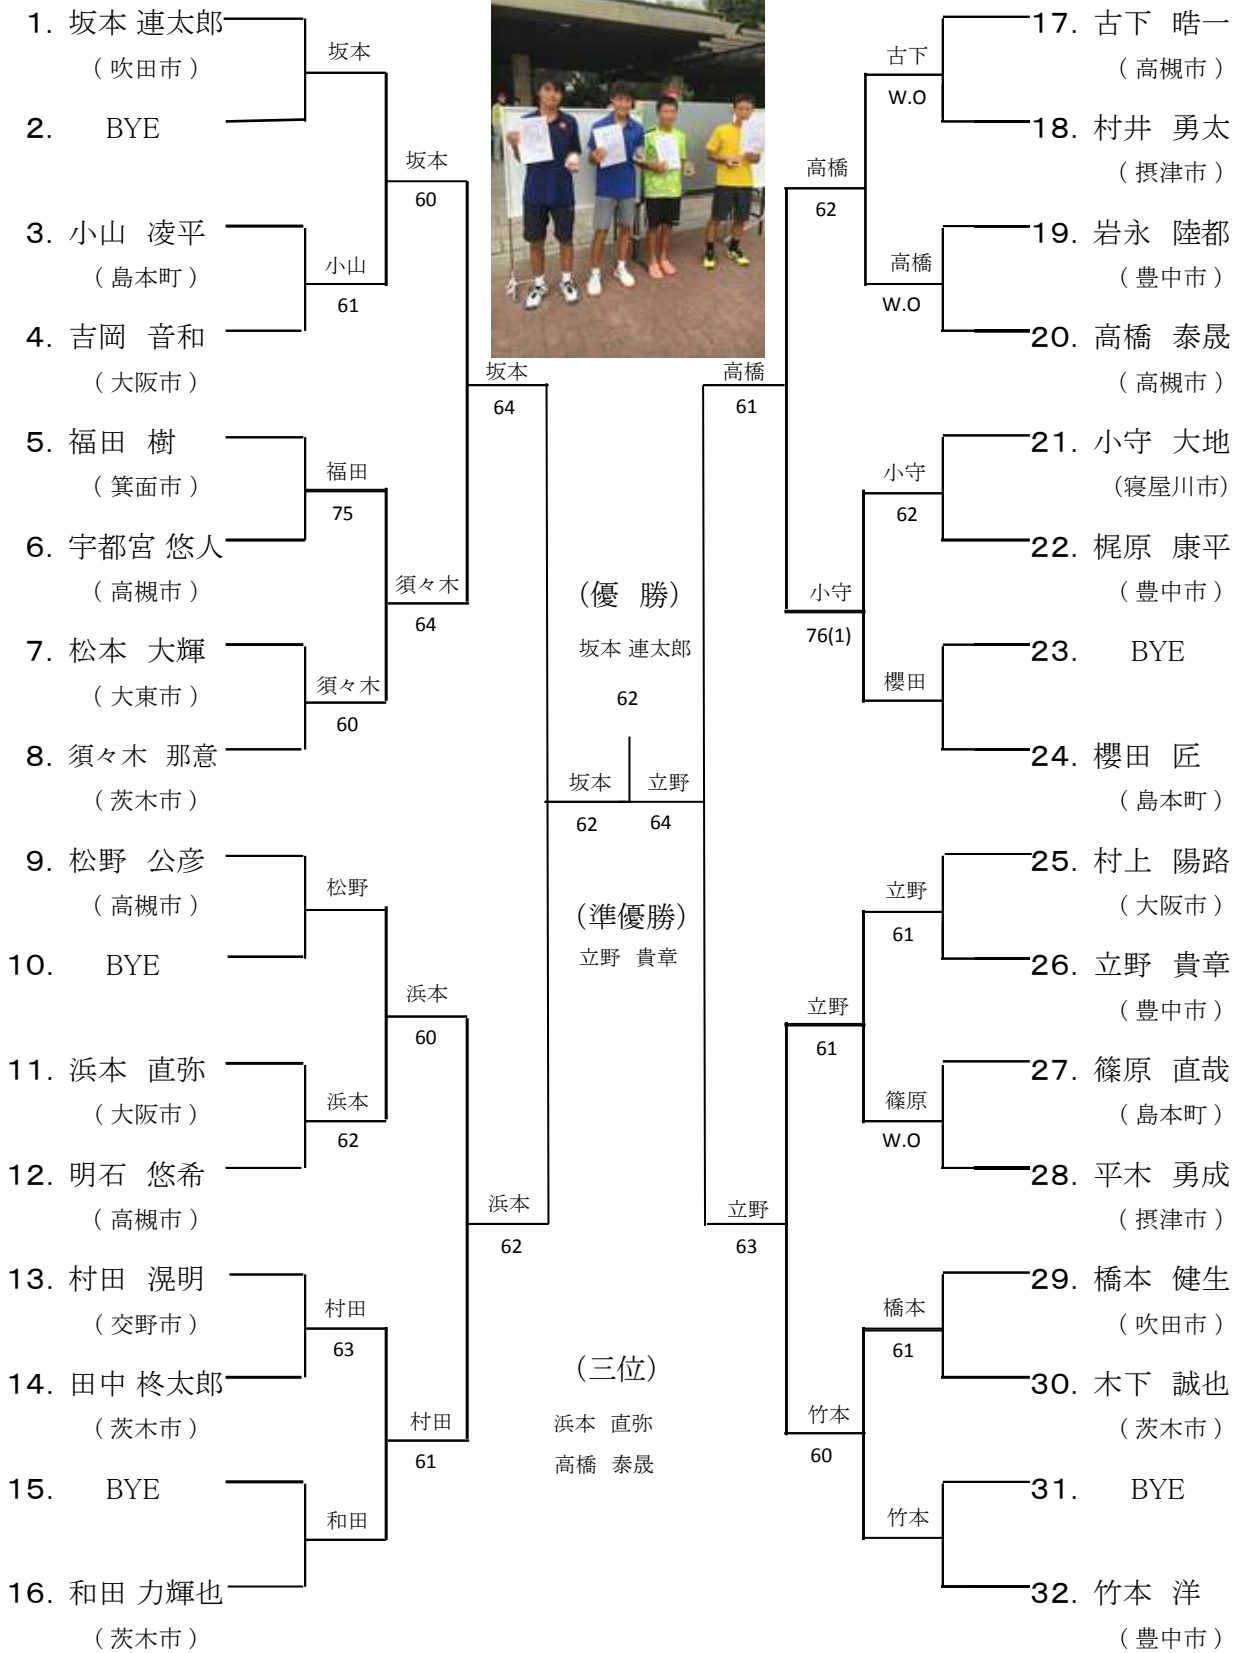 1. 坂本 連太郎
（ 吹田市 ）
2. BYE
3. 小山 凌平
（ 島本町 ）
4. 吉岡 音和
（ 大阪市 ）
5. 福田 樹
（ 箕面市 ）
6. 宇都宮 悠人
（ 高槻市 ）
7. 松本 大輝
（ 大東市 ）
8. 須々木 那意
（ 茨木市 ）
9. 松野 公彦
（ 高槻市 ）
10. BYE
11. 浜本 直弥
（ 大阪市 ）
12. 明石 悠希
（ 高槻市 ）
13. 村田 滉明
（ 交野市 ）
14. 田中 柊太郎
（ 茨木市 ）
15. BYE
16. 和田 力輝也
（ 茨木市 ）
坂本
小山
61
福田
75
須々木
60
松野
浜本
62
村田
63
和田
坂本
60
須々木
64
浜本
60
村田
61
坂本
64
浜本
62
（優 勝）
坂本 連太郎
62
坂本
62
立野
64
（準優勝）
立野 貴章
（三位）
浜本 直弥
高橋 泰晟
高橋
61
立野
63
高橋
62
小守
76(1)
立野
61
竹本
60
古下
W.O
高橋
W.O
小守
62
櫻田
立野
61
篠原
W.O
橋本
61
竹本
17. 古下 晧一
（ 高槻市 ）
18. 村井 勇太
（ 摂津市 ）
19. 岩永 陸都
（ 豊中市 ）
20. 高橋 泰晟
（ 高槻市 ）
21. 小守 大地
（寝屋川市）
22. 梶原 康平
（ 豊中市 ）
23. BYE
24. 櫻田 匠
（ 島本町 ）
25. 村上 陽路
（ 大阪市 ）
26. 立野 貴章
（ 豊中市 ）
27. 篠原 直哉
（ 島本町 ）
28. 平木 勇成
（ 摂津市 ）
29. 橋本 健生
（ 吹田市 ）
30. 木下 誠也
（ 茨木市 ）
31. BYE
32. 竹本 洋
（ 豊中市 ）